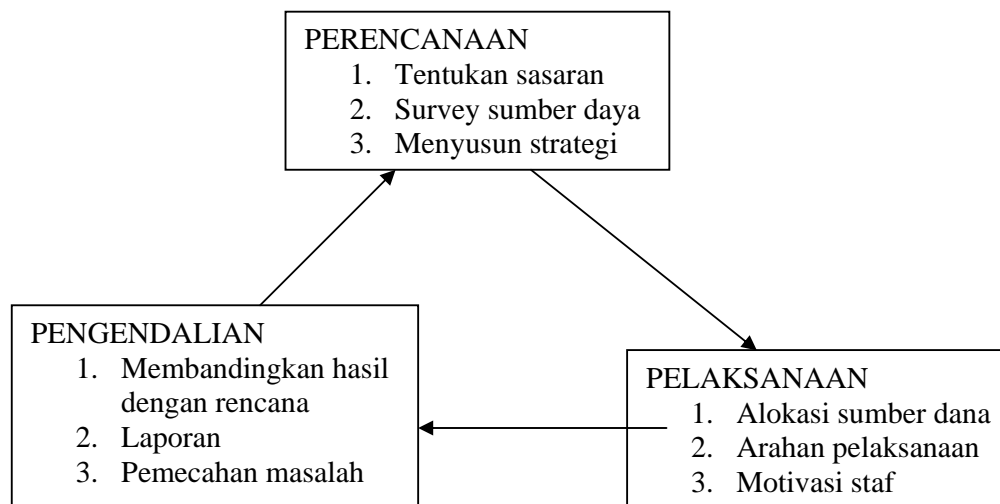 PERENCANAAN
1. Tentukan sasaran
2. Survey sumber daya
3. Menyusun strategi
PENGENDALIAN
1. Membandingkan hasil
dengan rencana
2. Laporan
3. Pemecahan masalah
PELAKSANAAN
1. Alokasi sumber dana
2. Arahan pelaksanaan
3. Motivasi staf